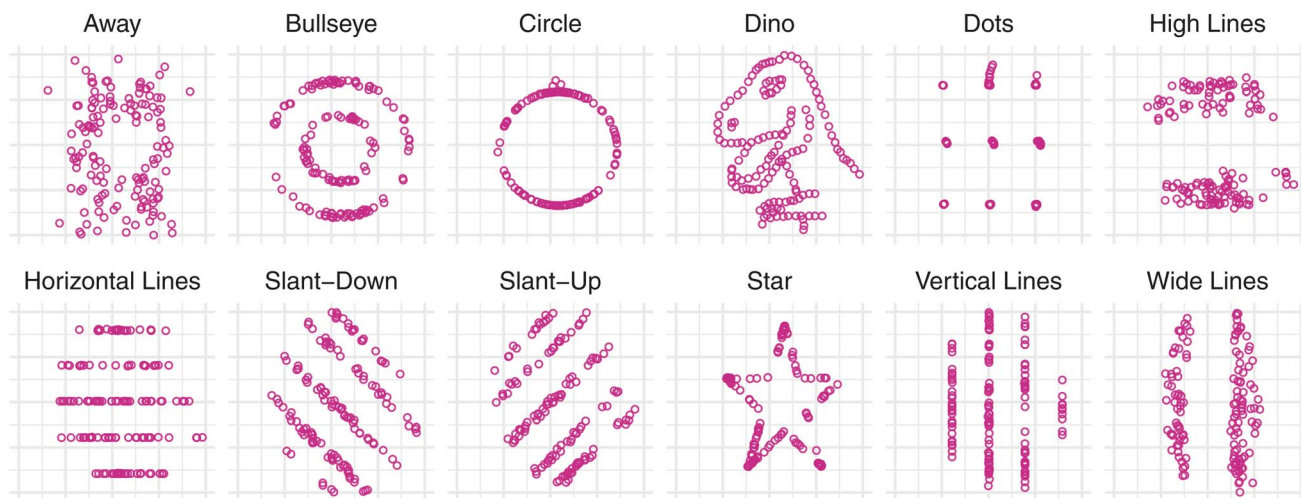 Away
Bullseye
Circle
Dino
Dots
High Lines
Horizontal Lines
Slant−Down
Slant−Up
Star
Vertical Lines
Wide Lines